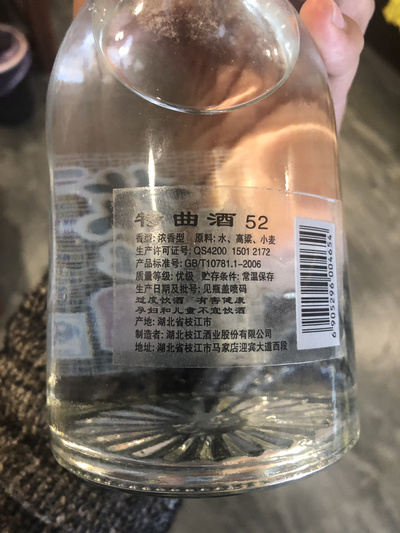 特曲酒 52
香型:浓香型 原料:水、高粱、小麦
生产许可证号:QS4200 1501 2172
产品标准号:GB/T10781.1-2006
质量等级:优级 贮存条件:常温保存
生产日期及批号:见瓶盖喷码
过度饮酒 有害健康
孕妇和儿童不宜饮酒
产地:湖北省枝江市
制造者:湖北枝江酒业股份有限公司
地址:湖北省枝江市马家店迎宾大道西段
6905296004654